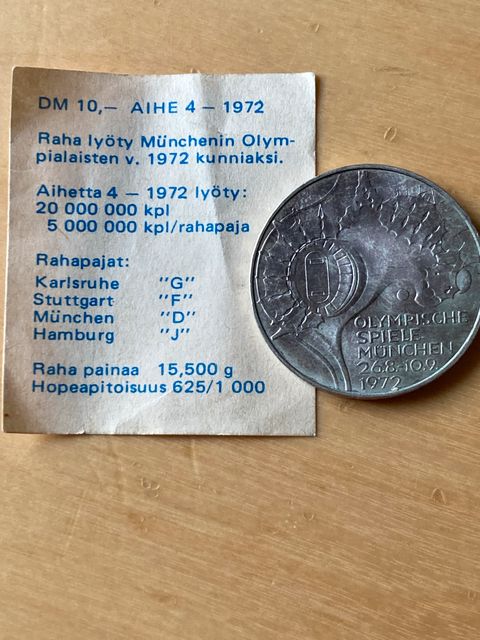 DM 10,— AIHE 4 — 1972
Raha lyöty Münchenin Olym-
pialaisten v. 1972 kunniaksi.
Aihetta 4 — 1972 lyöty:
20 000 000 kpl
5 000 000 kpl/rahapaja
Rahapajat:
Karlsruhe "G"
Stuttgart "F"
München "D"
Hamburg "J"
Raha painaa 15,500 g
Hopeapitoisuus 625/1 000
OLYMPISCHE
SPIELE
MÜNCHEN
26.8.-10.9.
1972